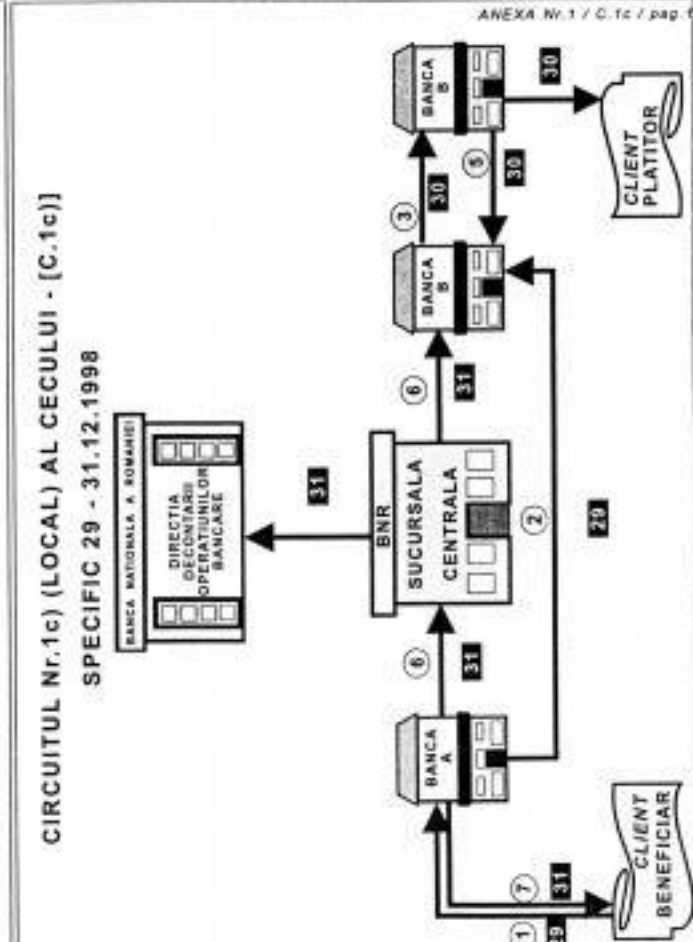 ANEXA Nr.1 / C.1c / pag.1
CIRCUITUL Nr.1c) (LOCAL) AL CECULUI - [C.1c)]
SPECIFIC 29 - 31.12.1998
BANCA NATIONALA A ROMANIEI
DIRECTIA
DECONTARII
OPERATIUNILOR
BANCARE
31
BNR
SUCURSALA
CENTRALA
BANCA
A
6
31
6
31
BANCA
B
3
30
5
30
BANCA
B
30
2
29
1
29
7
31
CLIENT
BENEFICIAR
CLIENT
PLATITOR